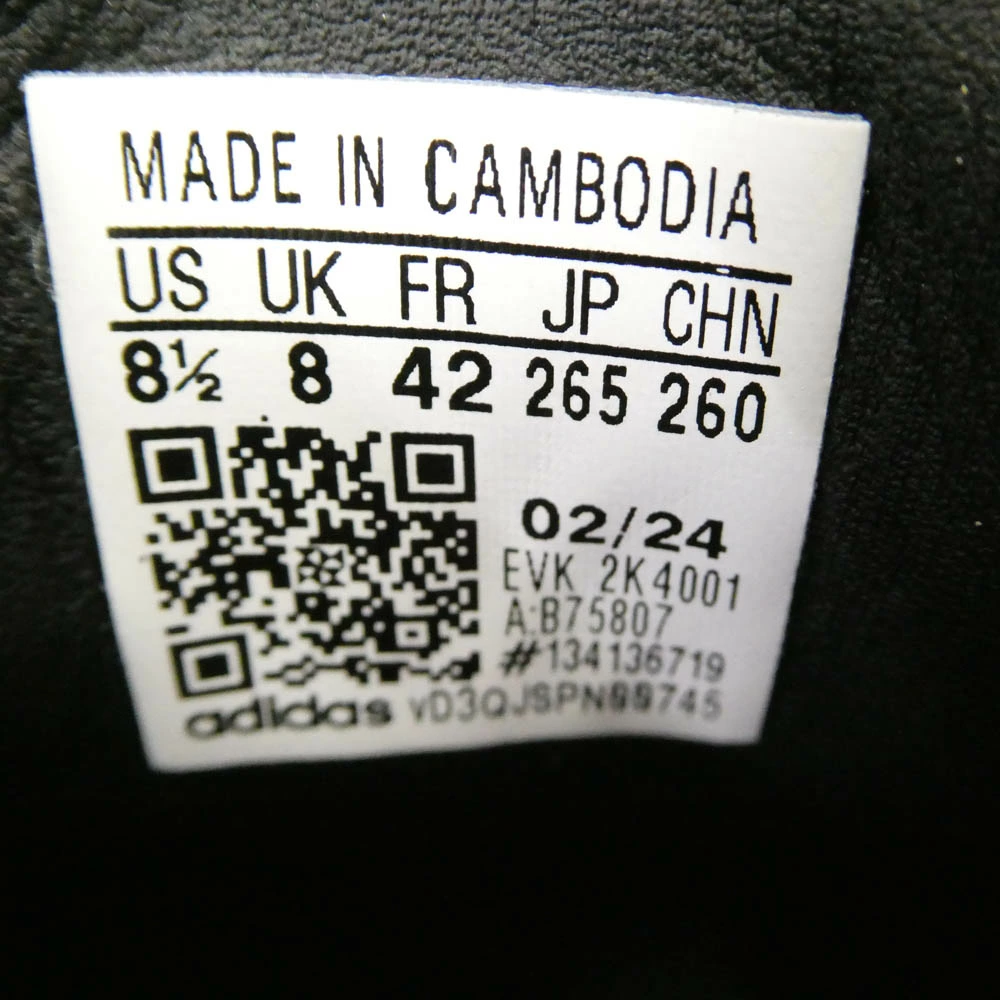 MADE IN CAMBODIA
US UK FR JP CHN
8½ 8 42 265 260
02/24
EVK 2K4001
A:B75807
#134136719
adidas